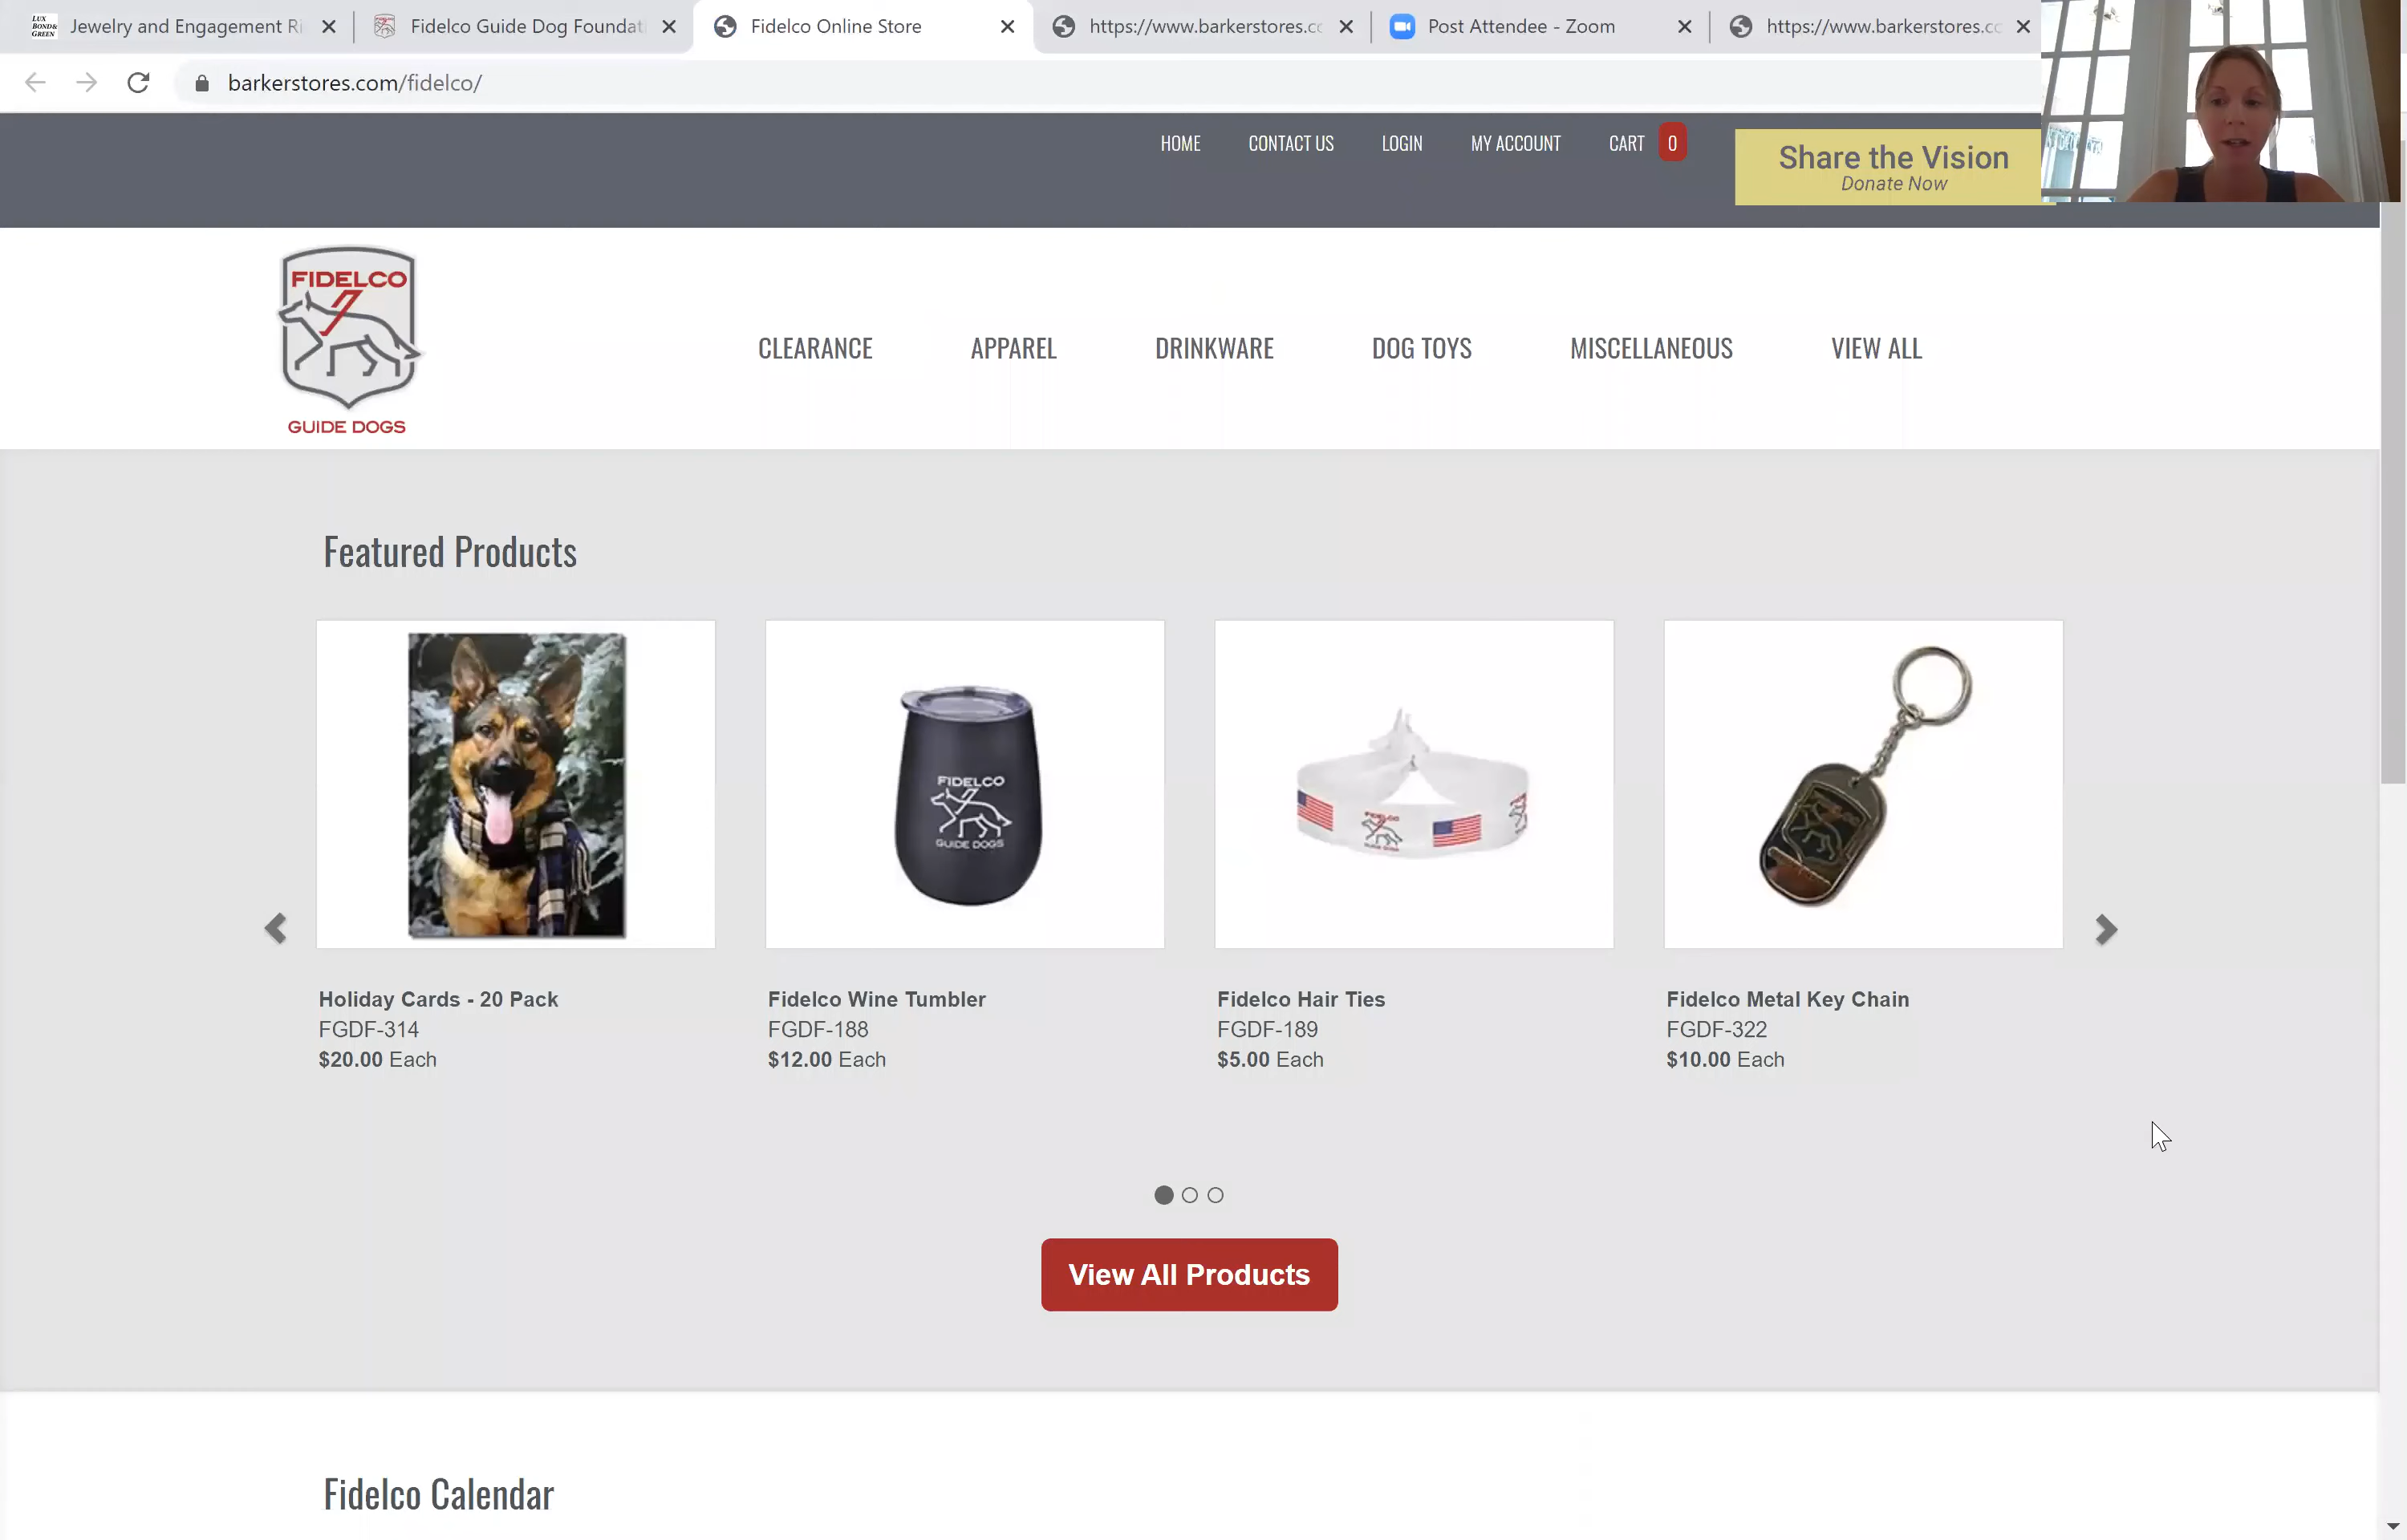 LUX
BOND&
GREEN
Jewelry and Engagement Ri
Fidelco Guide Dog Foundat
Fidelco Online Store
https://www.barkerstores.cc
Post Attendee - Zoom
https://www.barkerstores.cc
barkerstores.com/fidelco/
HOME
CONTACT US
LOGIN
MY ACCOUNT
CART
0
Share the Vision
Donate Now
FIDELCO
GUIDE DOGS
CLEARANCE
APPAREL
DRINKWARE
DOG TOYS
MISCELLANEOUS
VIEW ALL
Featured Products
FIDELCO
GUIDE DOGS
Holiday Cards - 20 Pack
FGDF-314
$20.00 Each
Fidelco Wine Tumbler
FGDF-188
$12.00 Each
Fidelco Hair Ties
FGDF-189
$5.00 Each
Fidelco Metal Key Chain
FGDF-322
$10.00 Each
View All Products
Fidelco Calendar